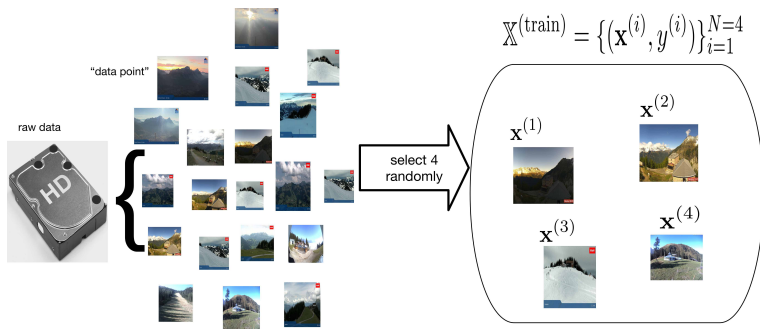 𝕏^(train) = {(𝐱^(i), y^(i))}_{i=1}^{N=4}
“data point”
raw data
HD
select 4
randomly
𝐱^(1)
𝐱^(2)
𝐱^(3)
𝐱^(4)